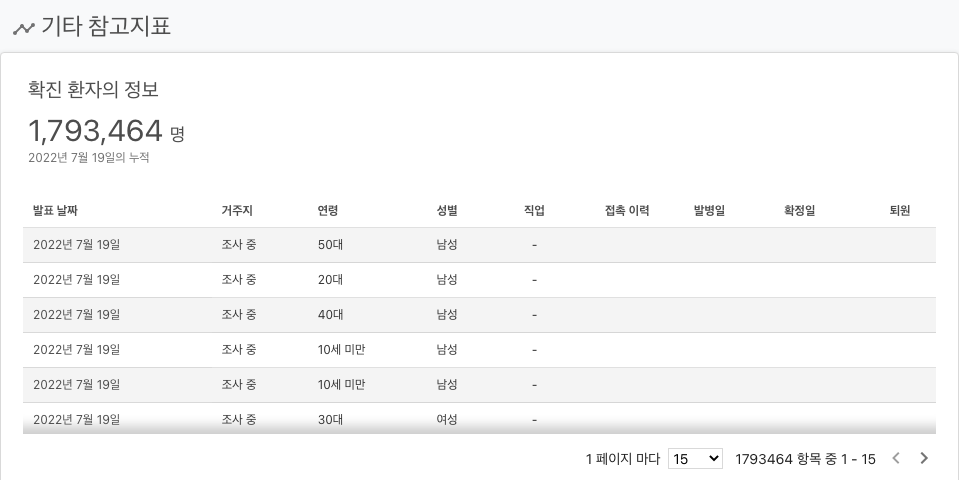 기타 참고지표
확진 환자의 정보
1,793,464 명
2022년 7월 19일의 누적
발표 날짜 거주지 연령 성별 직업 접촉 이력 발병일 확정일 퇴원
2022년 7월 19일 조사 중 50대 남성 -
2022년 7월 19일 조사 중 20대 남성 -
2022년 7월 19일 조사 중 40대 남성 -
2022년 7월 19일 조사 중 10세 미만 남성 -
2022년 7월 19일 조사 중 10세 미만 남성 -
2022년 7월 19일 조사 중 30대 여성 -
1 페이지 마다 15 1793464 항목 중 1 - 15